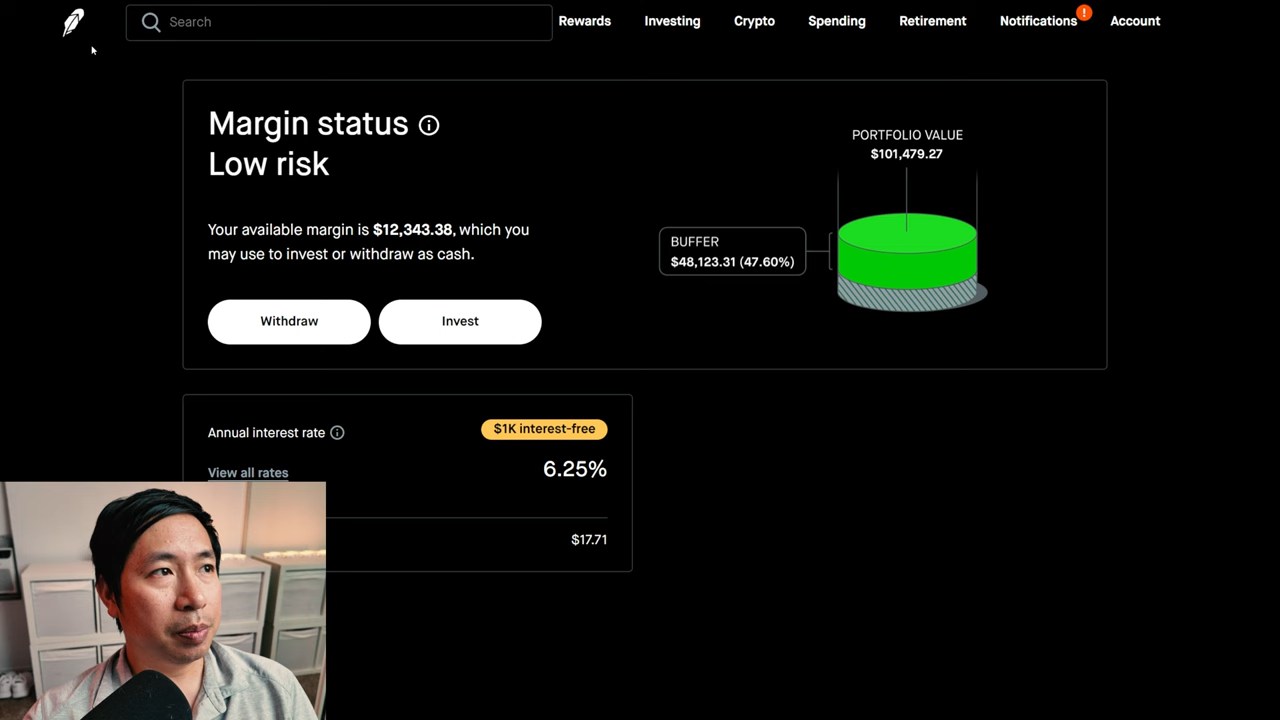 Search
Rewards
Investing
Crypto
Spending
Retirement
Notifications
!
Account
Margin status
Low risk
Your available margin is $12,343.38, which you
may use to invest or withdraw as cash.
Withdraw
Invest
PORTFOLIO VALUE
$101,479.27
BUFFER
$48,123.31 (47.60%)
Annual interest rate
$1K interest-free
View all rates
6.25%
$17.71